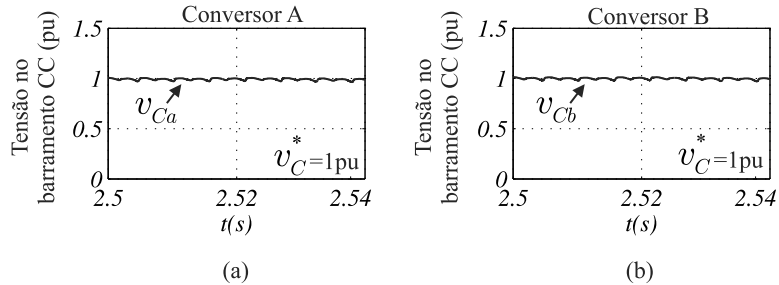 Conversor A
Tensão no
barramento CC (pu)
1.5
1
0.5
0
v_Ca
v_C^*=1pu
2.5
2.52
2.54
t(s)
(a)
Conversor B
Tensão no
barramento CC (pu)
1.5
1
0.5
0
v_Cb
v_C^*=1pu
2.5
2.52
2.54
t(s)
(b)